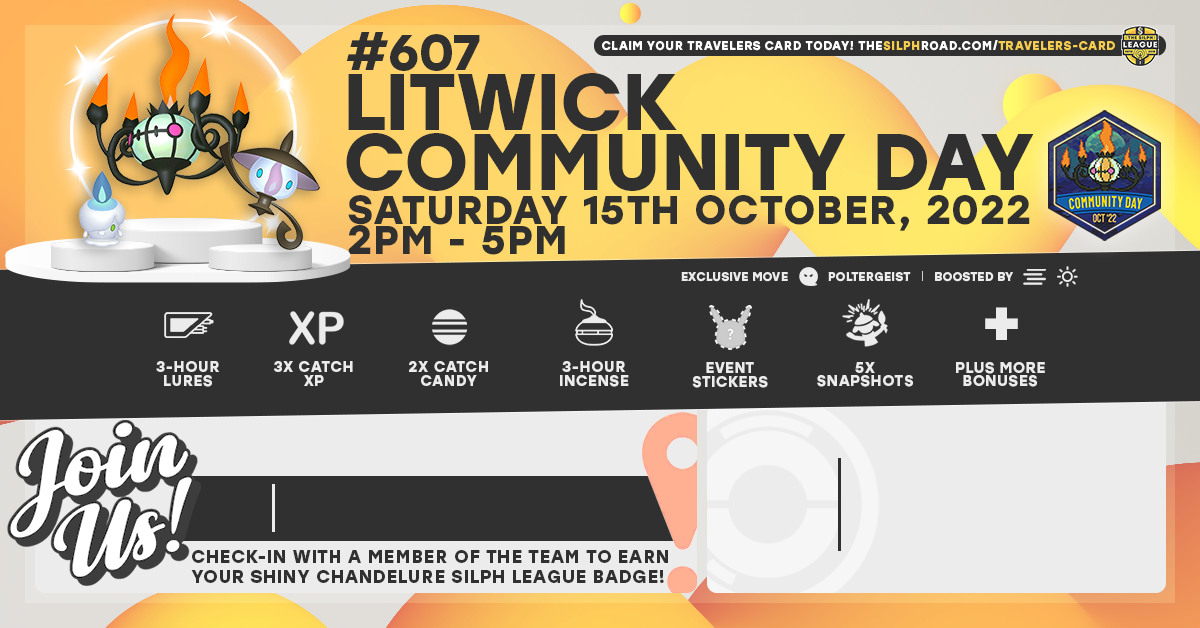 CLAIM YOUR TRAVELERS CARD TODAY! THESILPHROAD.COM/TRAVELERS-CARD
THE SILPH
LEAGUE
#607
LITWICK
COMMUNITY DAY
SATURDAY 15TH OCTOBER, 2022
2PM - 5PM
COMMUNITY DAY
OCT '22
EXCLUSIVE MOVE POLTERGEIST | BOOSTED BY
XP
?
3-HOUR
LURES
3X CATCH
XP
2X CATCH
CANDY
3-HOUR
INCENSE
EVENT
STICKERS
5X
SNAPSHOTS
PLUS MORE
BONUSES
Join
Us!
CHECK-IN WITH A MEMBER OF THE TEAM TO EARN
YOUR SHINY CHANDELURE SILPH LEAGUE BADGE!